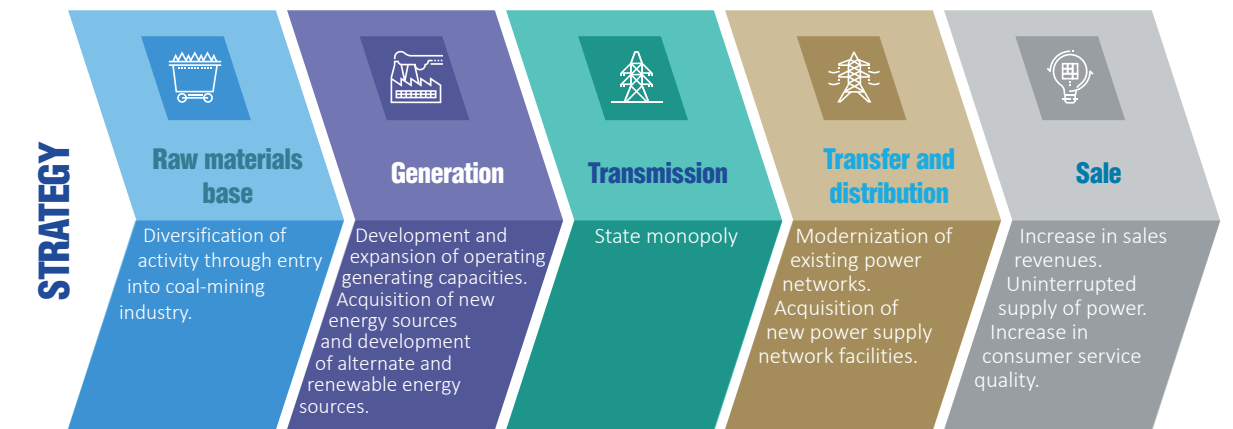 STRATEGY
Raw materials
base
Diversification of
activity through entry
into coal-mining
industry.
Generation
Development and
expansion of operating
generating capacities.
Acquisition of new
energy sources
and development
of alternate and
renewable energy
sources.
Transmission
State monopoly
Transfer and
distribution
Modernization of
existing power
networks.
Acquisition of
new power supply
network facilities.
Sale
Increase in sales
revenues.
Uninterrupted
supply of power.
Increase in
consumer service
quality.